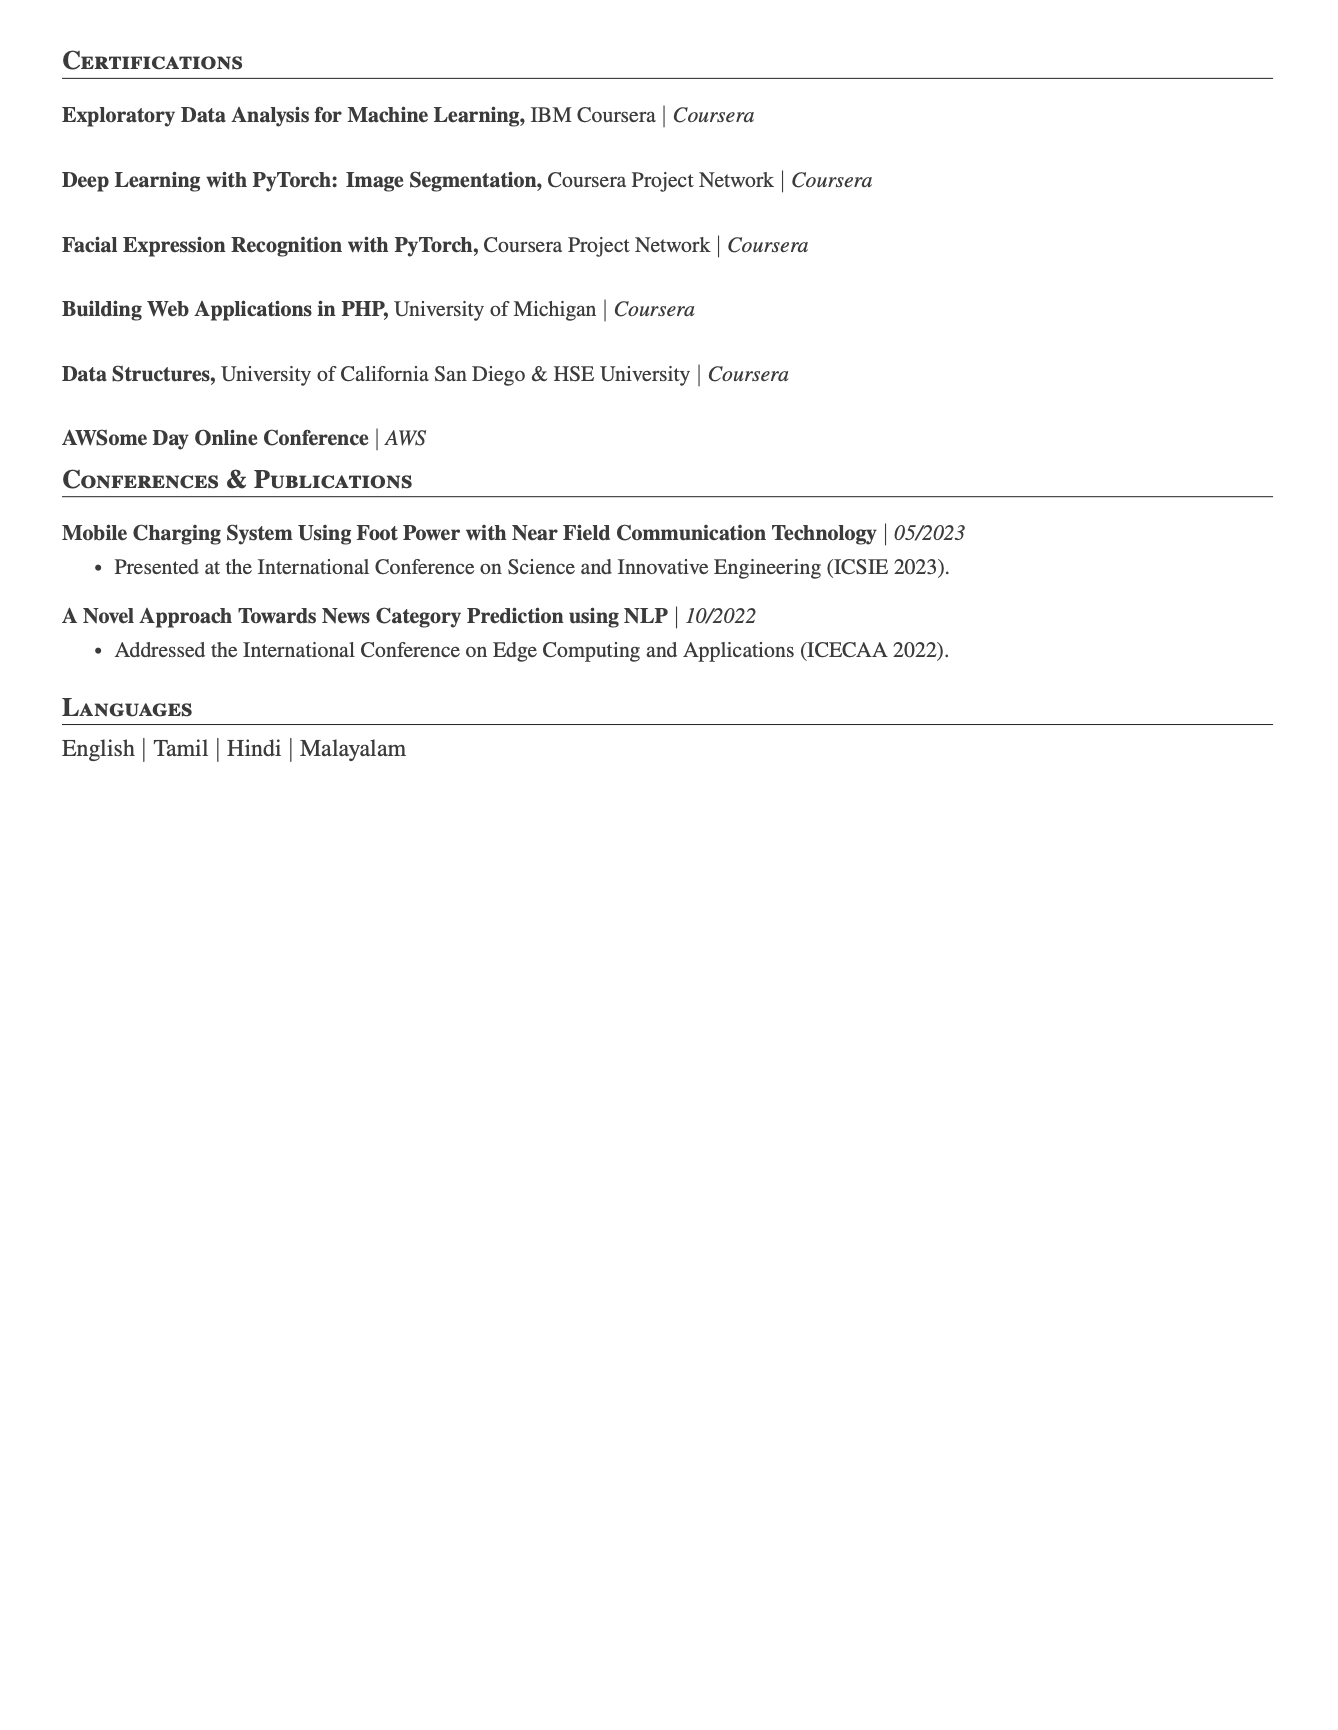 Certifications
Exploratory Data Analysis for Machine Learning, IBM Coursera | Coursera
Deep Learning with PyTorch: Image Segmentation, Coursera Project Network | Coursera
Facial Expression Recognition with PyTorch, Coursera Project Network | Coursera
Building Web Applications in PHP, University of Michigan | Coursera
Data Structures, University of California San Diego & HSE University | Coursera
AWSome Day Online Conference | AWS
Conferences & Publications
Mobile Charging System Using Foot Power with Near Field Communication Technology | 05/2023
• Presented at the International Conference on Science and Innovative Engineering (ICSIE 2023).
A Novel Approach Towards News Category Prediction using NLP | 10/2022
• Addressed the International Conference on Edge Computing and Applications (ICECAA 2022).
Languages
English | Tamil | Hindi | Malayalam